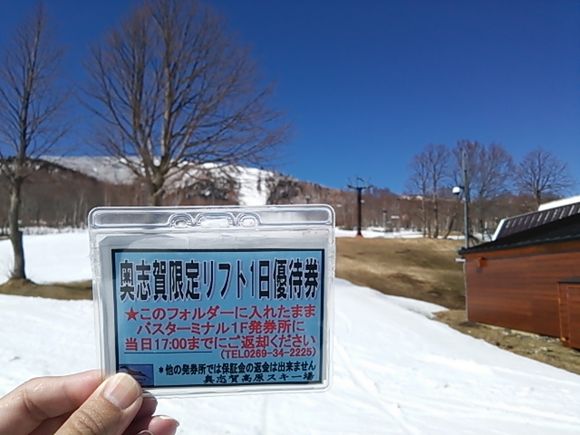 奥志賀限定リフト1日優待券
★このフォルダーに入れたまま
バスターミナル1F発券所に
当日17:00までにご返却ください
(TEL0269-34-2225)
*他の発券所では保証金の返金は出来ません
奥志賀高原スキー場